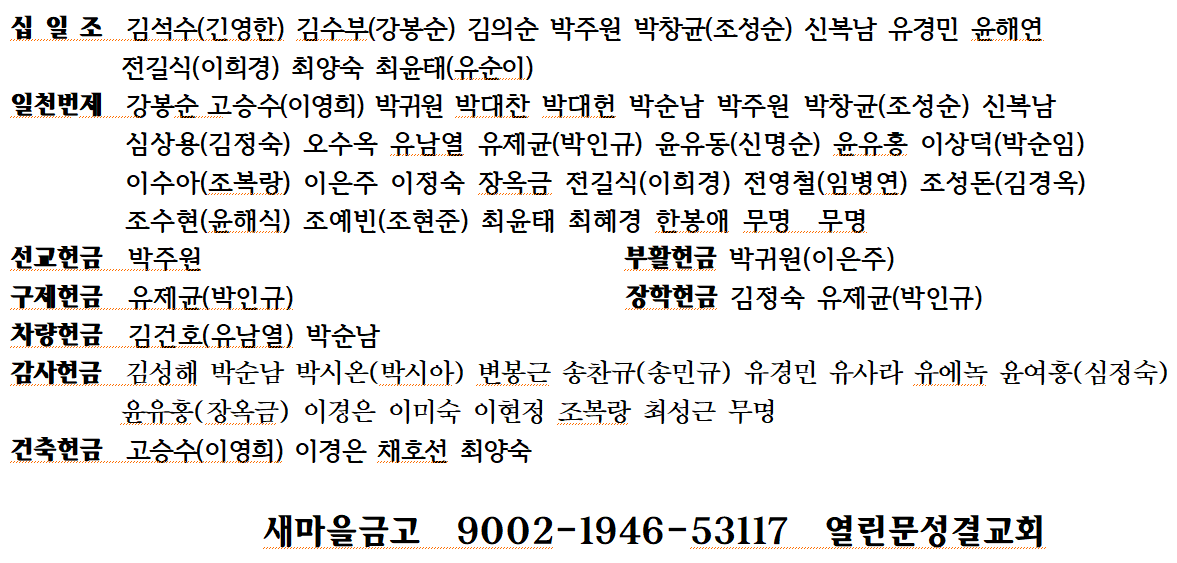 십 일 조 김석수(긴영한) 김수부(강봉순) 김의순 박주원 박창균(조성순) 신복남 유경민 윤해연
전길식(이희경) 최양숙 최윤태(유순이)
일천번제 강봉순 고승수(이영희) 박귀원 박대찬 박대헌 박순남 박주원 박창균(조성순) 신복남
심상용(김정숙) 오수옥 유남열 유제균(박인규) 윤유동(신명순) 윤유홍 이상덕(박순임)
이수아(조복랑) 이은주 이정숙 장옥금 전길식(이희경) 전영철(임병연) 조성돈(김경옥)
조수현(윤해식) 조예빈(조현준) 최윤태 최혜경 한봉애 무명 무명
선교헌금 박주원 부활헌금 박귀원(이은주)
구제헌금 유제균(박인규) 장학헌금 김정숙 유제균(박인규)
차량헌금 김건호(유남열) 박순남
감사헌금 김성해 박순남 박시온(박시아) 변봉근 송찬규(송민규) 유경민 유사라 유에녹 윤여홍(심정숙)
윤유홍(장옥금) 이경은 이미숙 이현정 조복랑 최성근 무명
건축헌금 고승수(이영희) 이경은 채호선 최양숙
새마을금고 9002-1946-53117 열린문성결교회